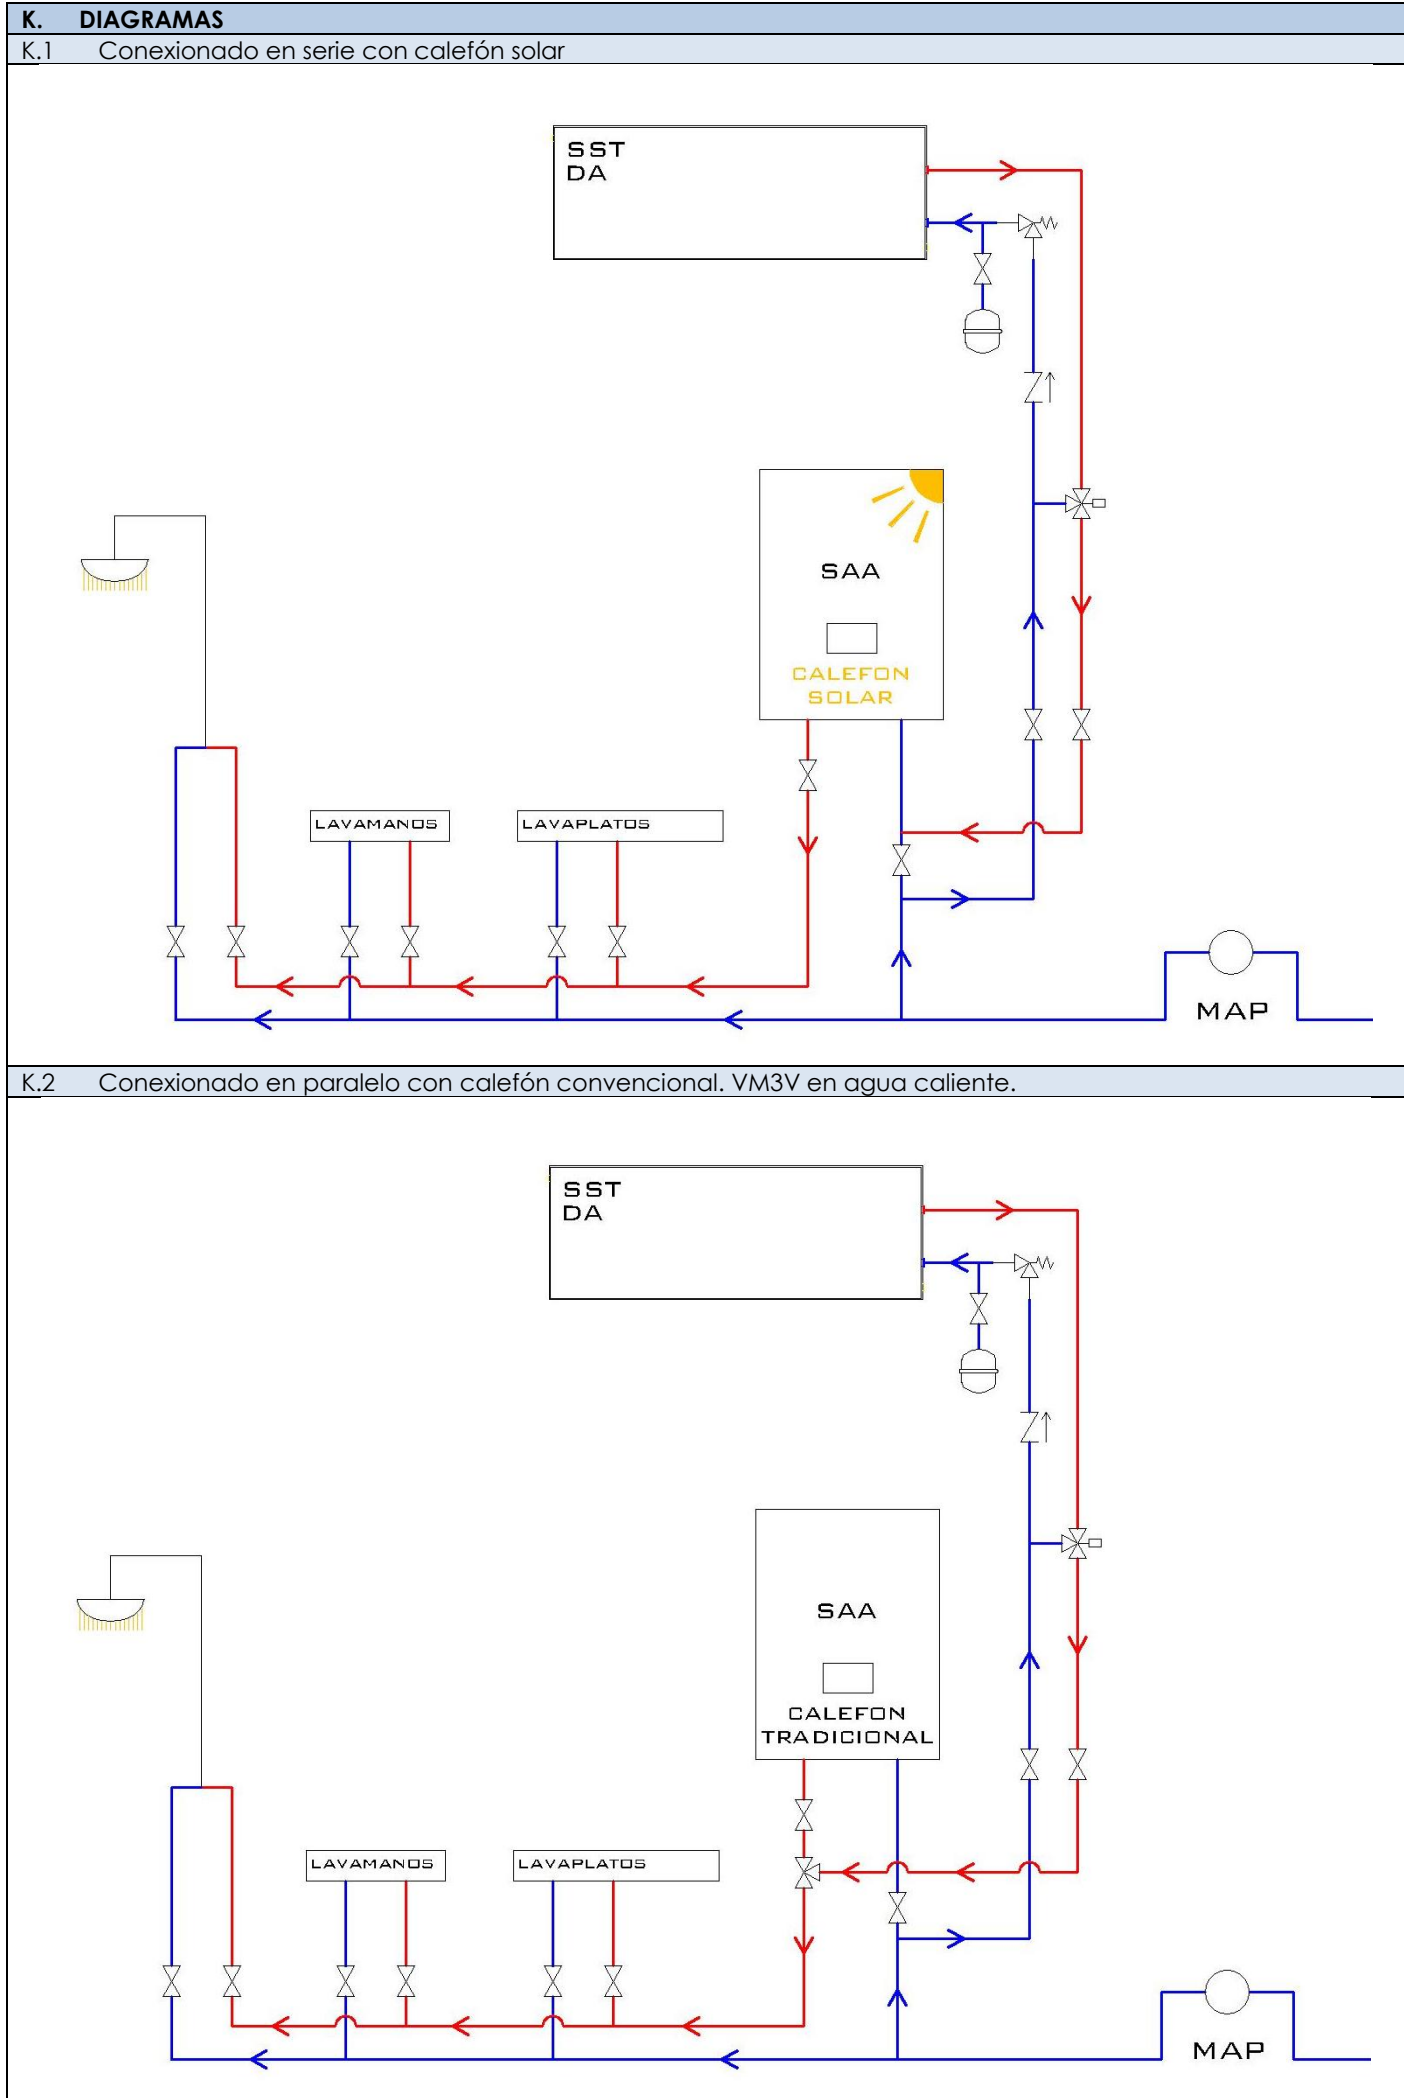 K. DIAGRAMAS
K.1 Conexionado en serie con calefón solar
SST
DA
SAA
CALEFON
SOLAR
LAVAMANOS
LAVAPLATOS
MAP
K.2 Conexionado en paralelo con calefón convencional. VM3V en agua caliente.
SST
DA
SAA
CALEFON
TRADICIONAL
LAVAMANOS
LAVAPLATOS
MAP